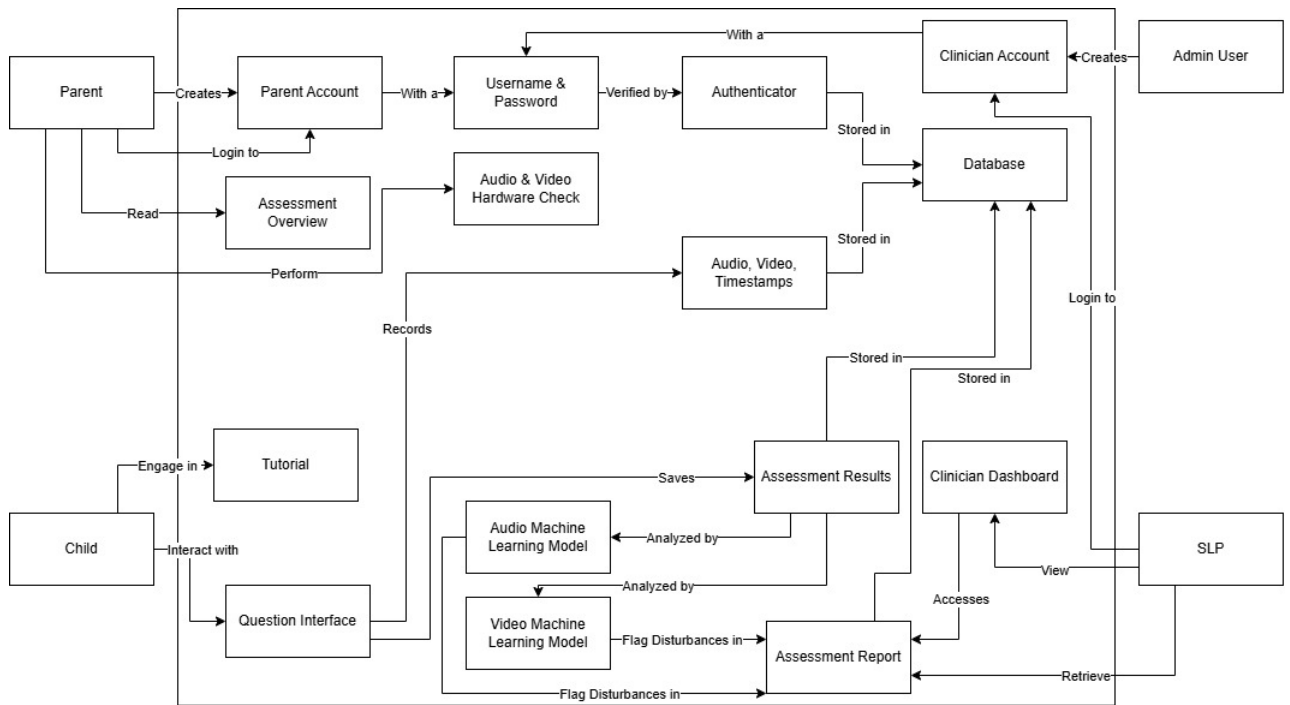 With a
Clinician Account
Creates
Admin User
Parent
Creates
Parent Account
With a
Username &
Password
Verified by
Authenticator
Stored in
Login to
Database
Audio & Video
Hardware Check
Assessment
Overview
Read
Stored in
Perform
Audio, Video,
Timestamps
Login to
Records
Stored in
Stored in
Engage in
Tutorial
Saves
Assessment Results
Clinician Dashboard
Audio Machine
Learning Model
Analyzed by
Child
Interact with
SLP
View
Analyzed by
Accesses
Question Interface
Video Machine
Learning Model
Flag Disturbances in
Assessment Report
Retrieve
Flag Disturbances in